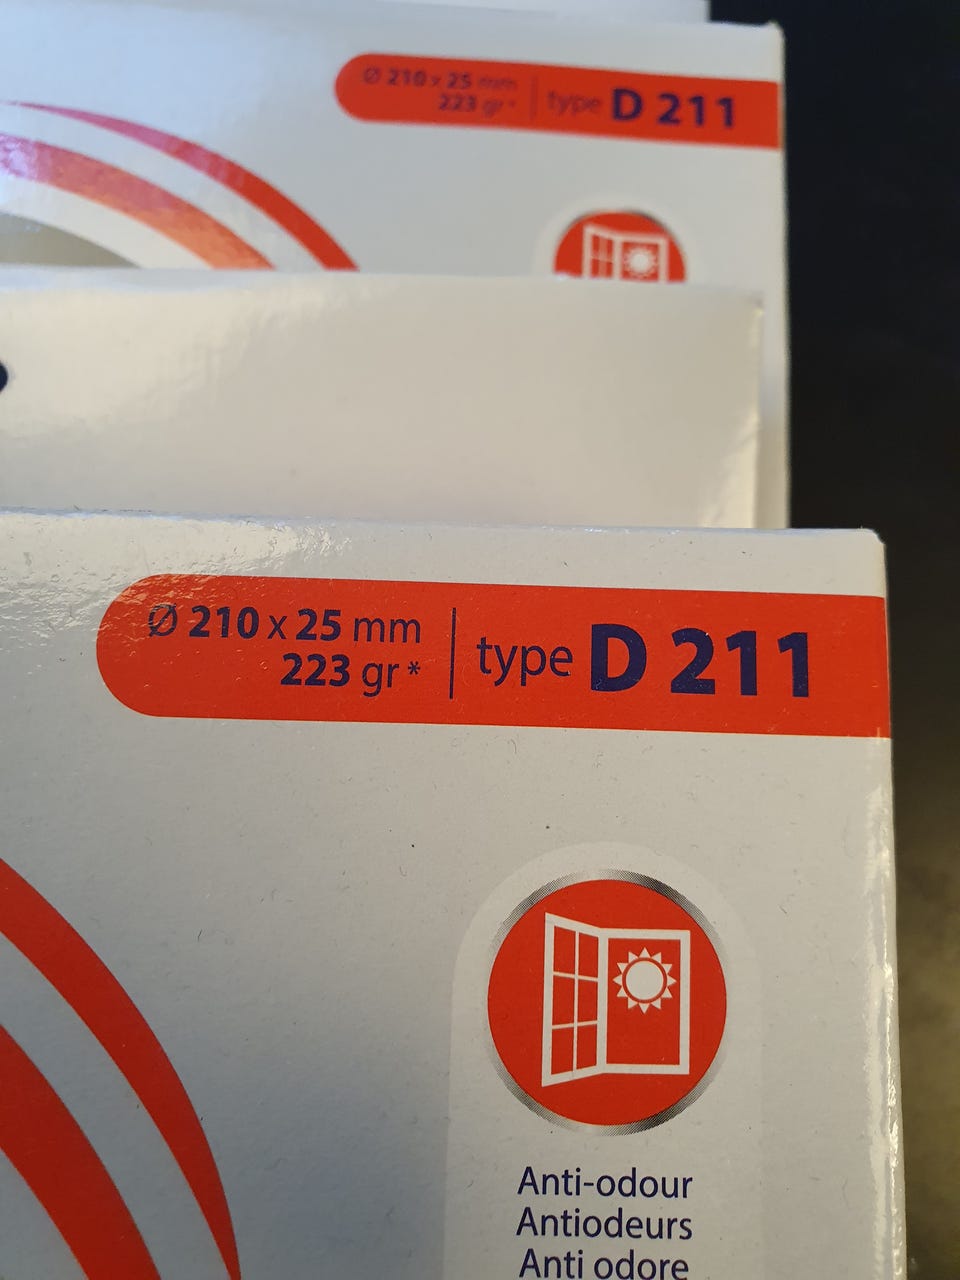 Ø 210 x 25 mm
223 gr *
type D 211
Ø 210 x 25 mm
223 gr *
type D 211
Anti-odour
Antiodeurs
Anti odore